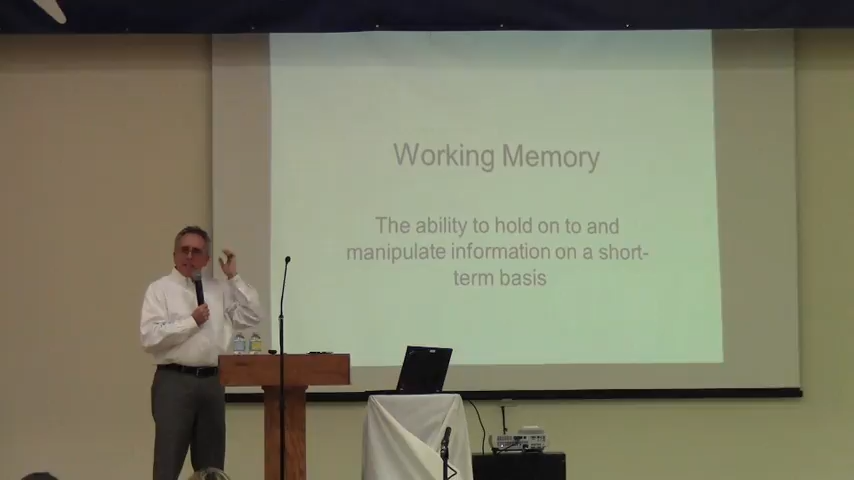 Working Memory
The ability to hold on to and
manipulate information on a short-
term basis